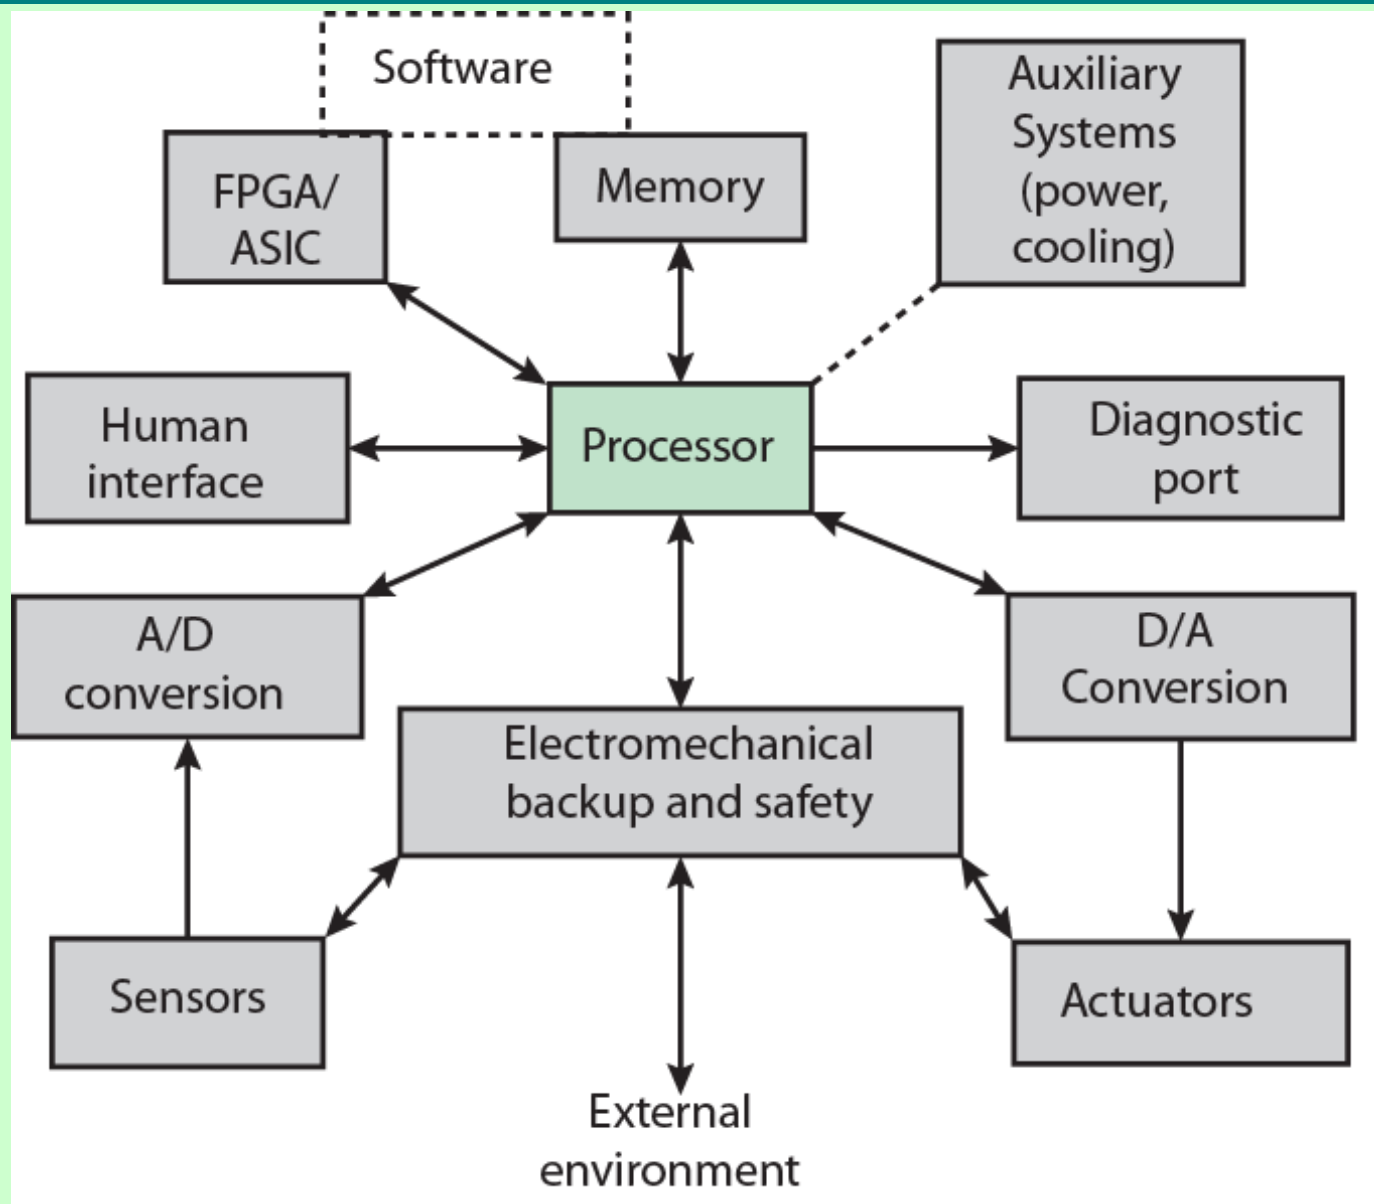 Software
Auxiliary
Systems
(power,
cooling)
FPGA/
ASIC
Memory
Human
interface
Processor
Diagnostic
port
A/D
conversion
D/A
Conversion
Electromechanical
backup and safety
Sensors
Actuators
External
environment